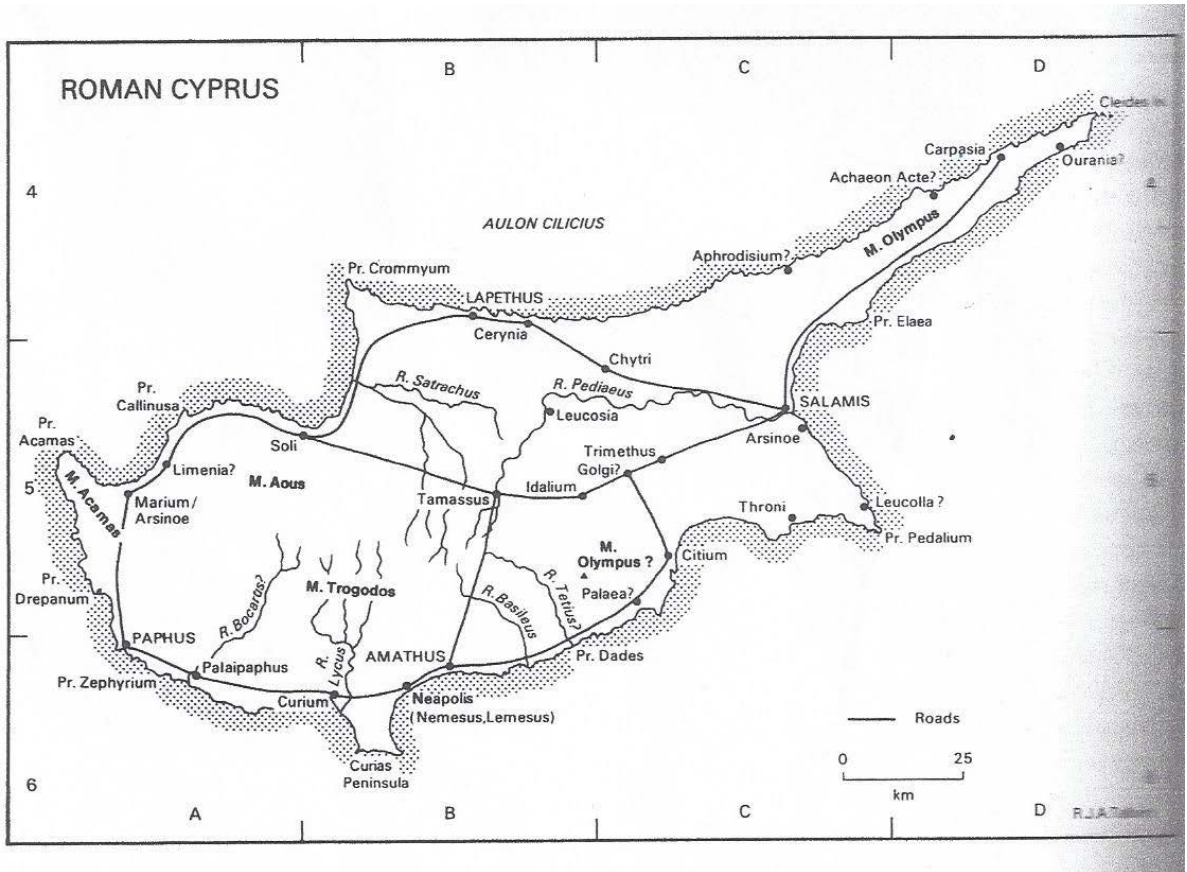 B
C
D
ROMAN CYPRUS
Cleides
Carpasia
Ourania?
4
Achaeon Acte?
4
AULON CILICIUS
M. Olympus
Aphrodisium?
Pr. Crommyum
LAPETHUS
Cerynia
Pr. Elaea
Chytri
Pr.
Callinusa
R. Satrachus
R. Pediaeus
SALAMIS
Leucosia
Pr.
Acamas
Soli
Arsinoe
Trimethus
Limenia?
Golgi?
M. Aous
Idalium
5
M. Acamas
Tamassus
5
Marium/
Arsinoe
Throni
Leucolla?
Pr. Pedalium
M.
Olympus?
Citium
Pr.
Drepanum
M. Trogodos
R. Bocarus?
R. Basileus
R. Tetius?
Palaea?
PAPHUS
AMATHUS
Pr. Dades
Palaipaphus
R.
Lycus
Pr. Zephyrium
Curium
Neapolis
(Nemesus,Lemesus)
Roads
Curias
Peninsula
0 25
km
6
A
B
C
D